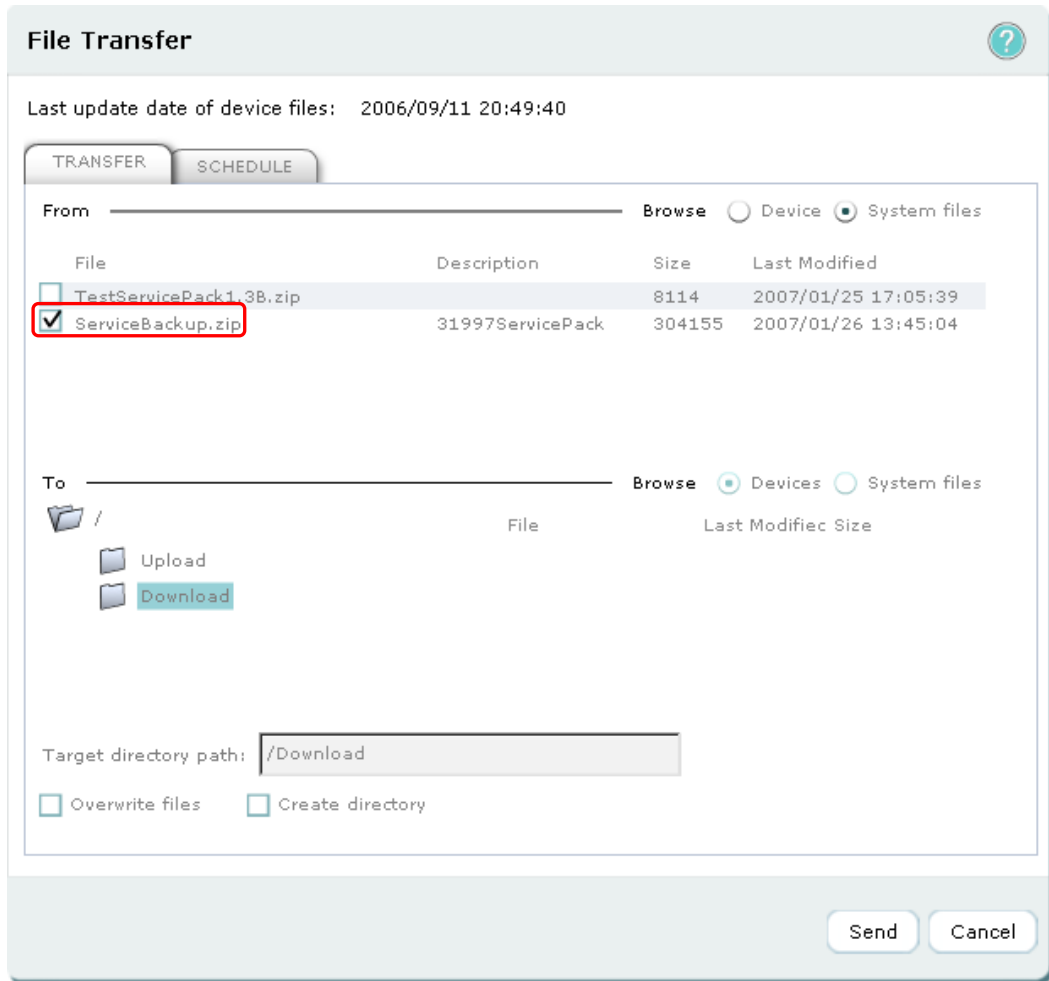 File Transfer ?
Last update date of device files: 2006/09/11 20:49:40
TRANSFER SCHEDULE
From Browse Device System files
File Description Size Last Modified
TestServicePack1.3B.zip 8114 2007/01/25 17:05:39
ServiceBackup.zip 31997ServicePack 304155 2007/01/26 13:45:04
To Browse Devices System files
/ File Last Modifiec Size
Upload
Download
Target directory path: /Download
Overwrite files Create directory
Send Cancel